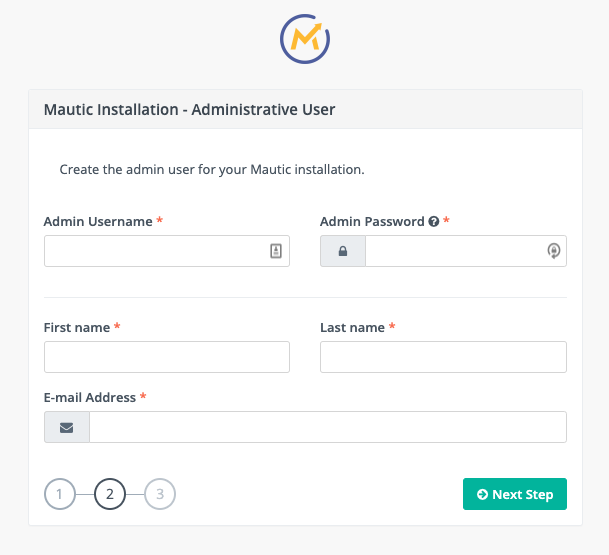 Mautic Installation - Administrative User
Create the admin user for your Mautic installation.
Admin Username * Admin Password ? *
First name * Last name *
E-mail Address *
1 2 3 Next Step